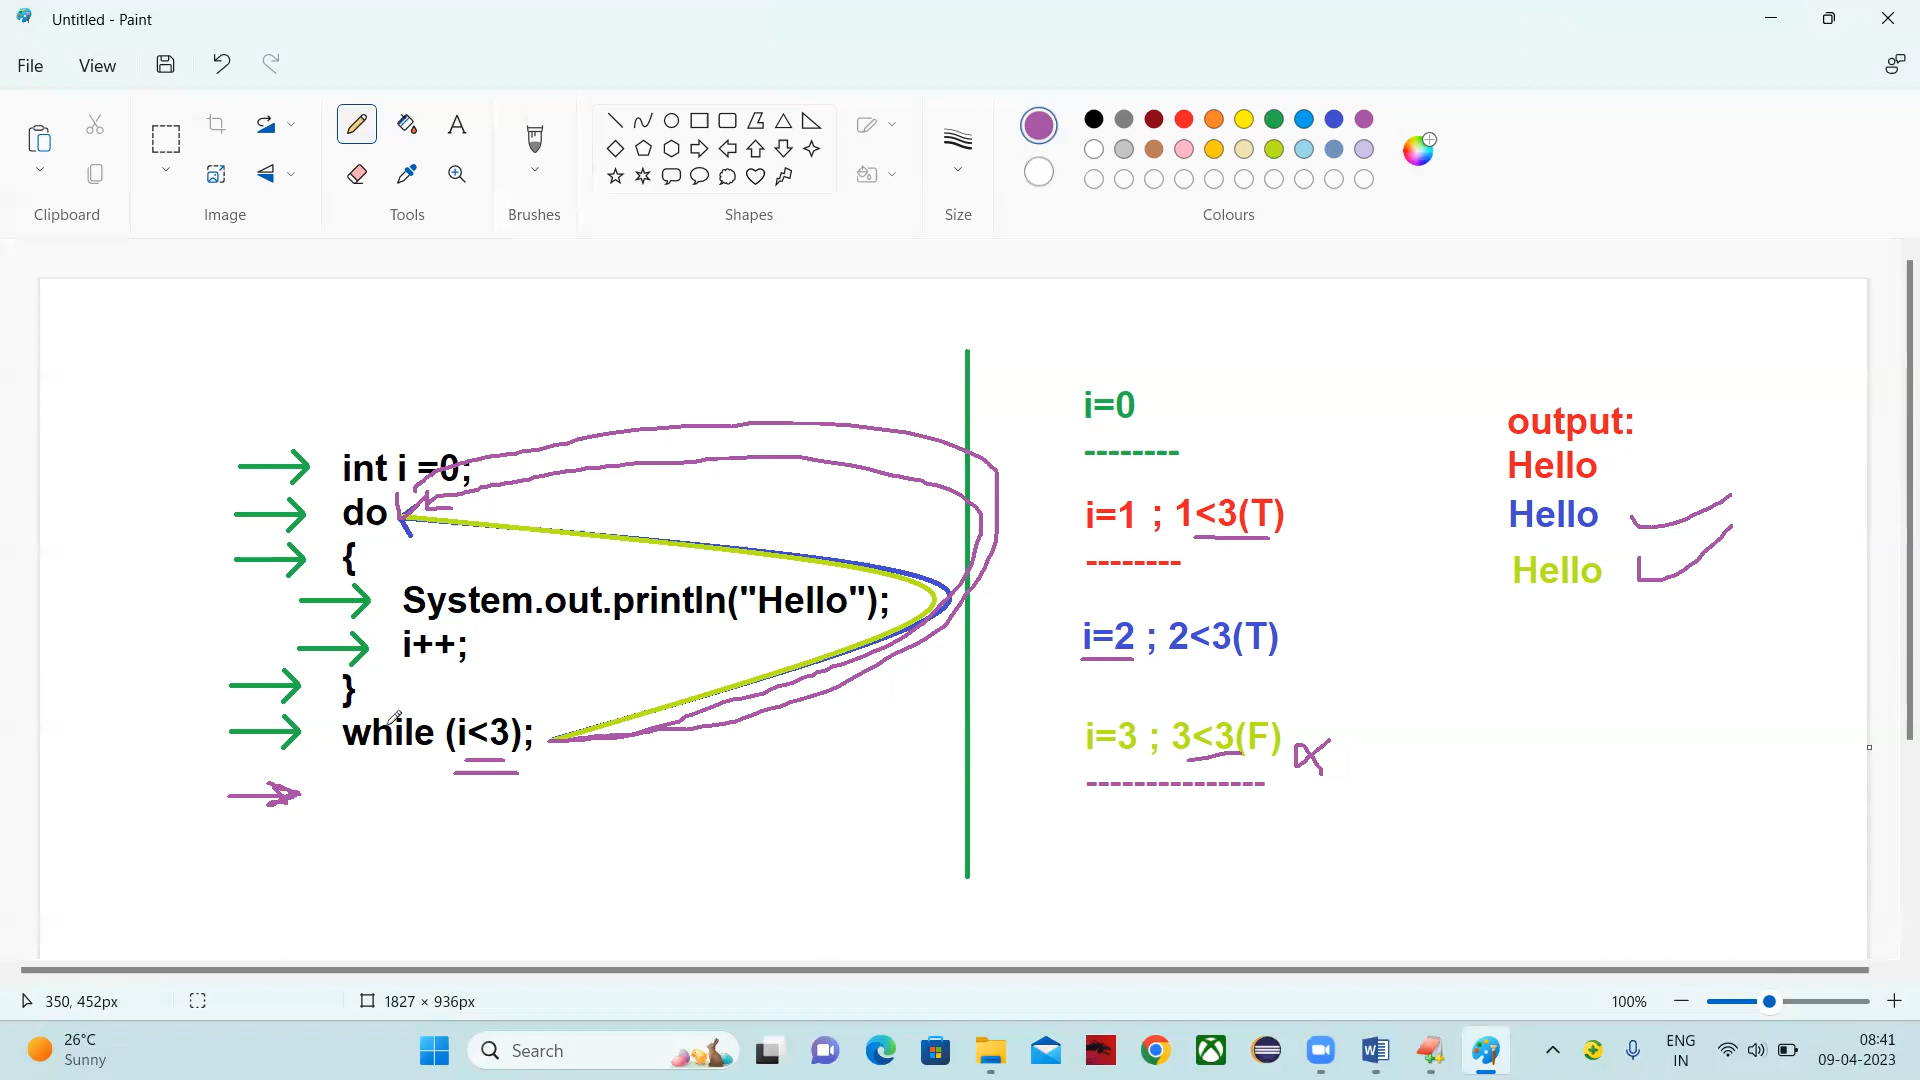 Untitled - Paint
File View
Clipboard Image Tools Brushes Shapes Size Colours
int i =0;
do
{
System.out.println("Hello");
i++;
}
while (i<3);
i=0
--------
i=1 ; 1<3(T)
--------
i=2 ; 2<3(T)
i=3 ; 3<3(F)
---------------
output:
Hello
Hello
Hello
350, 452px
1827 × 936px
100%
26°C
Sunny
Search
ENG
IN
08:41
09-04-2023